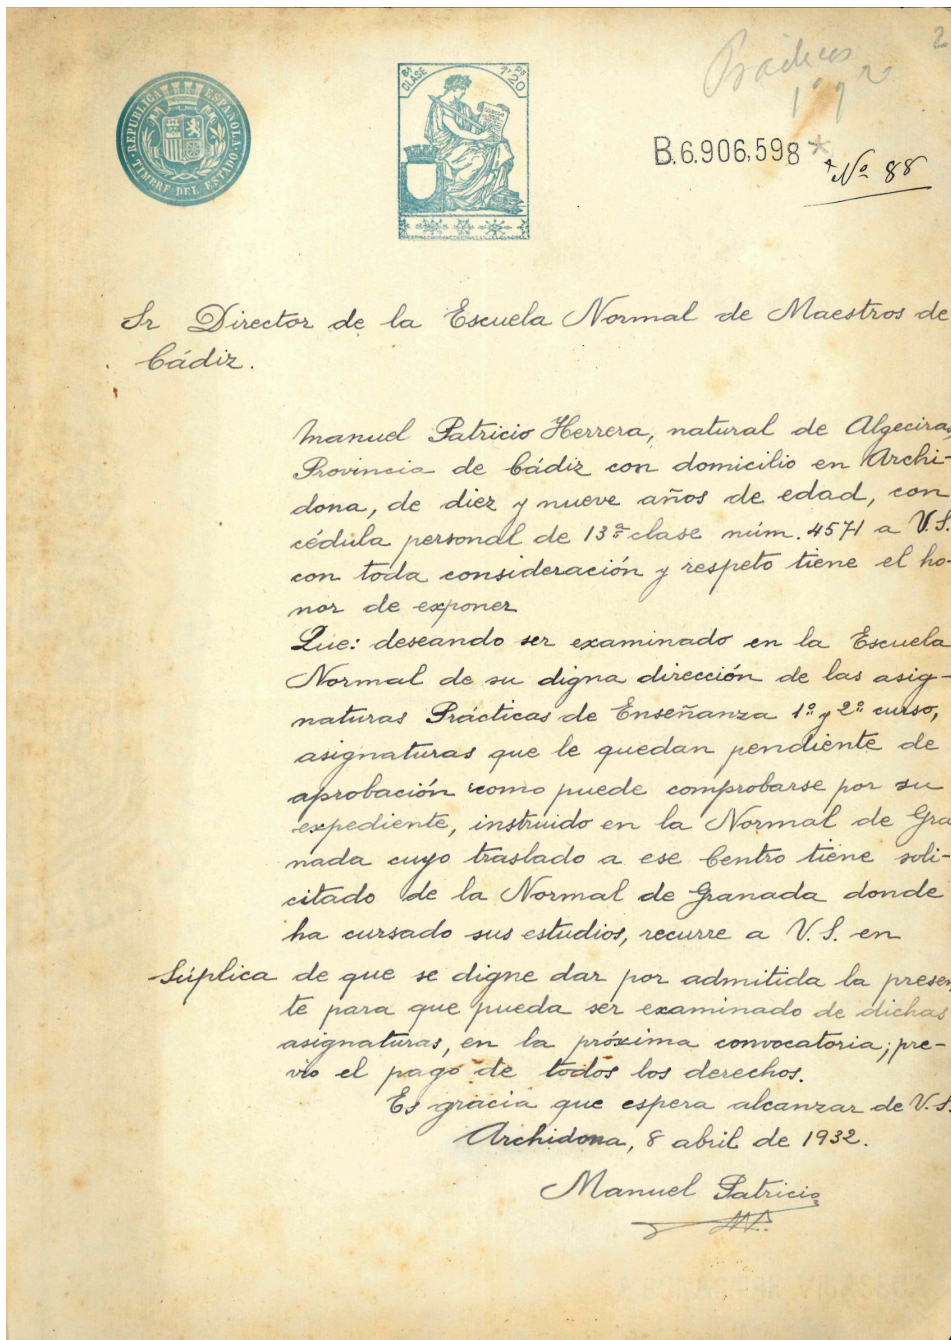 2
Prácticas
1º y 2º
REPUBLICA ESPAÑOLA
TIMBRE DEL ESTADO
8ª CLASE
1'20 PS
B.6.906,598 *
Nº 88
Sr Director de la Escuela Normal de Maestros de
Cádiz.
Manuel Patricio Herrera, natural de Algeciras,
Provincia de Cádiz con domicilio en Archi-
dona, de diez y nueve años de edad, con
cédula personal de 13ª clase núm. 4571 a V.S.
con toda consideración y respeto tiene el ho-
nor de exponer
Que: deseando ser examinado en la Escuela
Normal de su digna dirección de las asig-
naturas Prácticas de Enseñanza 1º y 2º curso,
asignaturas que le quedan pendiente de
aprobación como puede comprobarse por su
expediente, instruido en la Normal de Gra
nada cuyo traslado a ese Centro tiene soli-
citado de la Normal de Granada donde
ha cursado sus estudios, recurre a V.S. en
Súplica de que se digne dar por admitida la presen
te para que pueda ser examinado de dichas
asignaturas, en la próxima convocatoria; pre-
vio el pago de todos los derechos.
Es gracia que espera alcanzar de V.S.
Archidona, 8 abril de 1932.
Manuel Patricio
M.P.